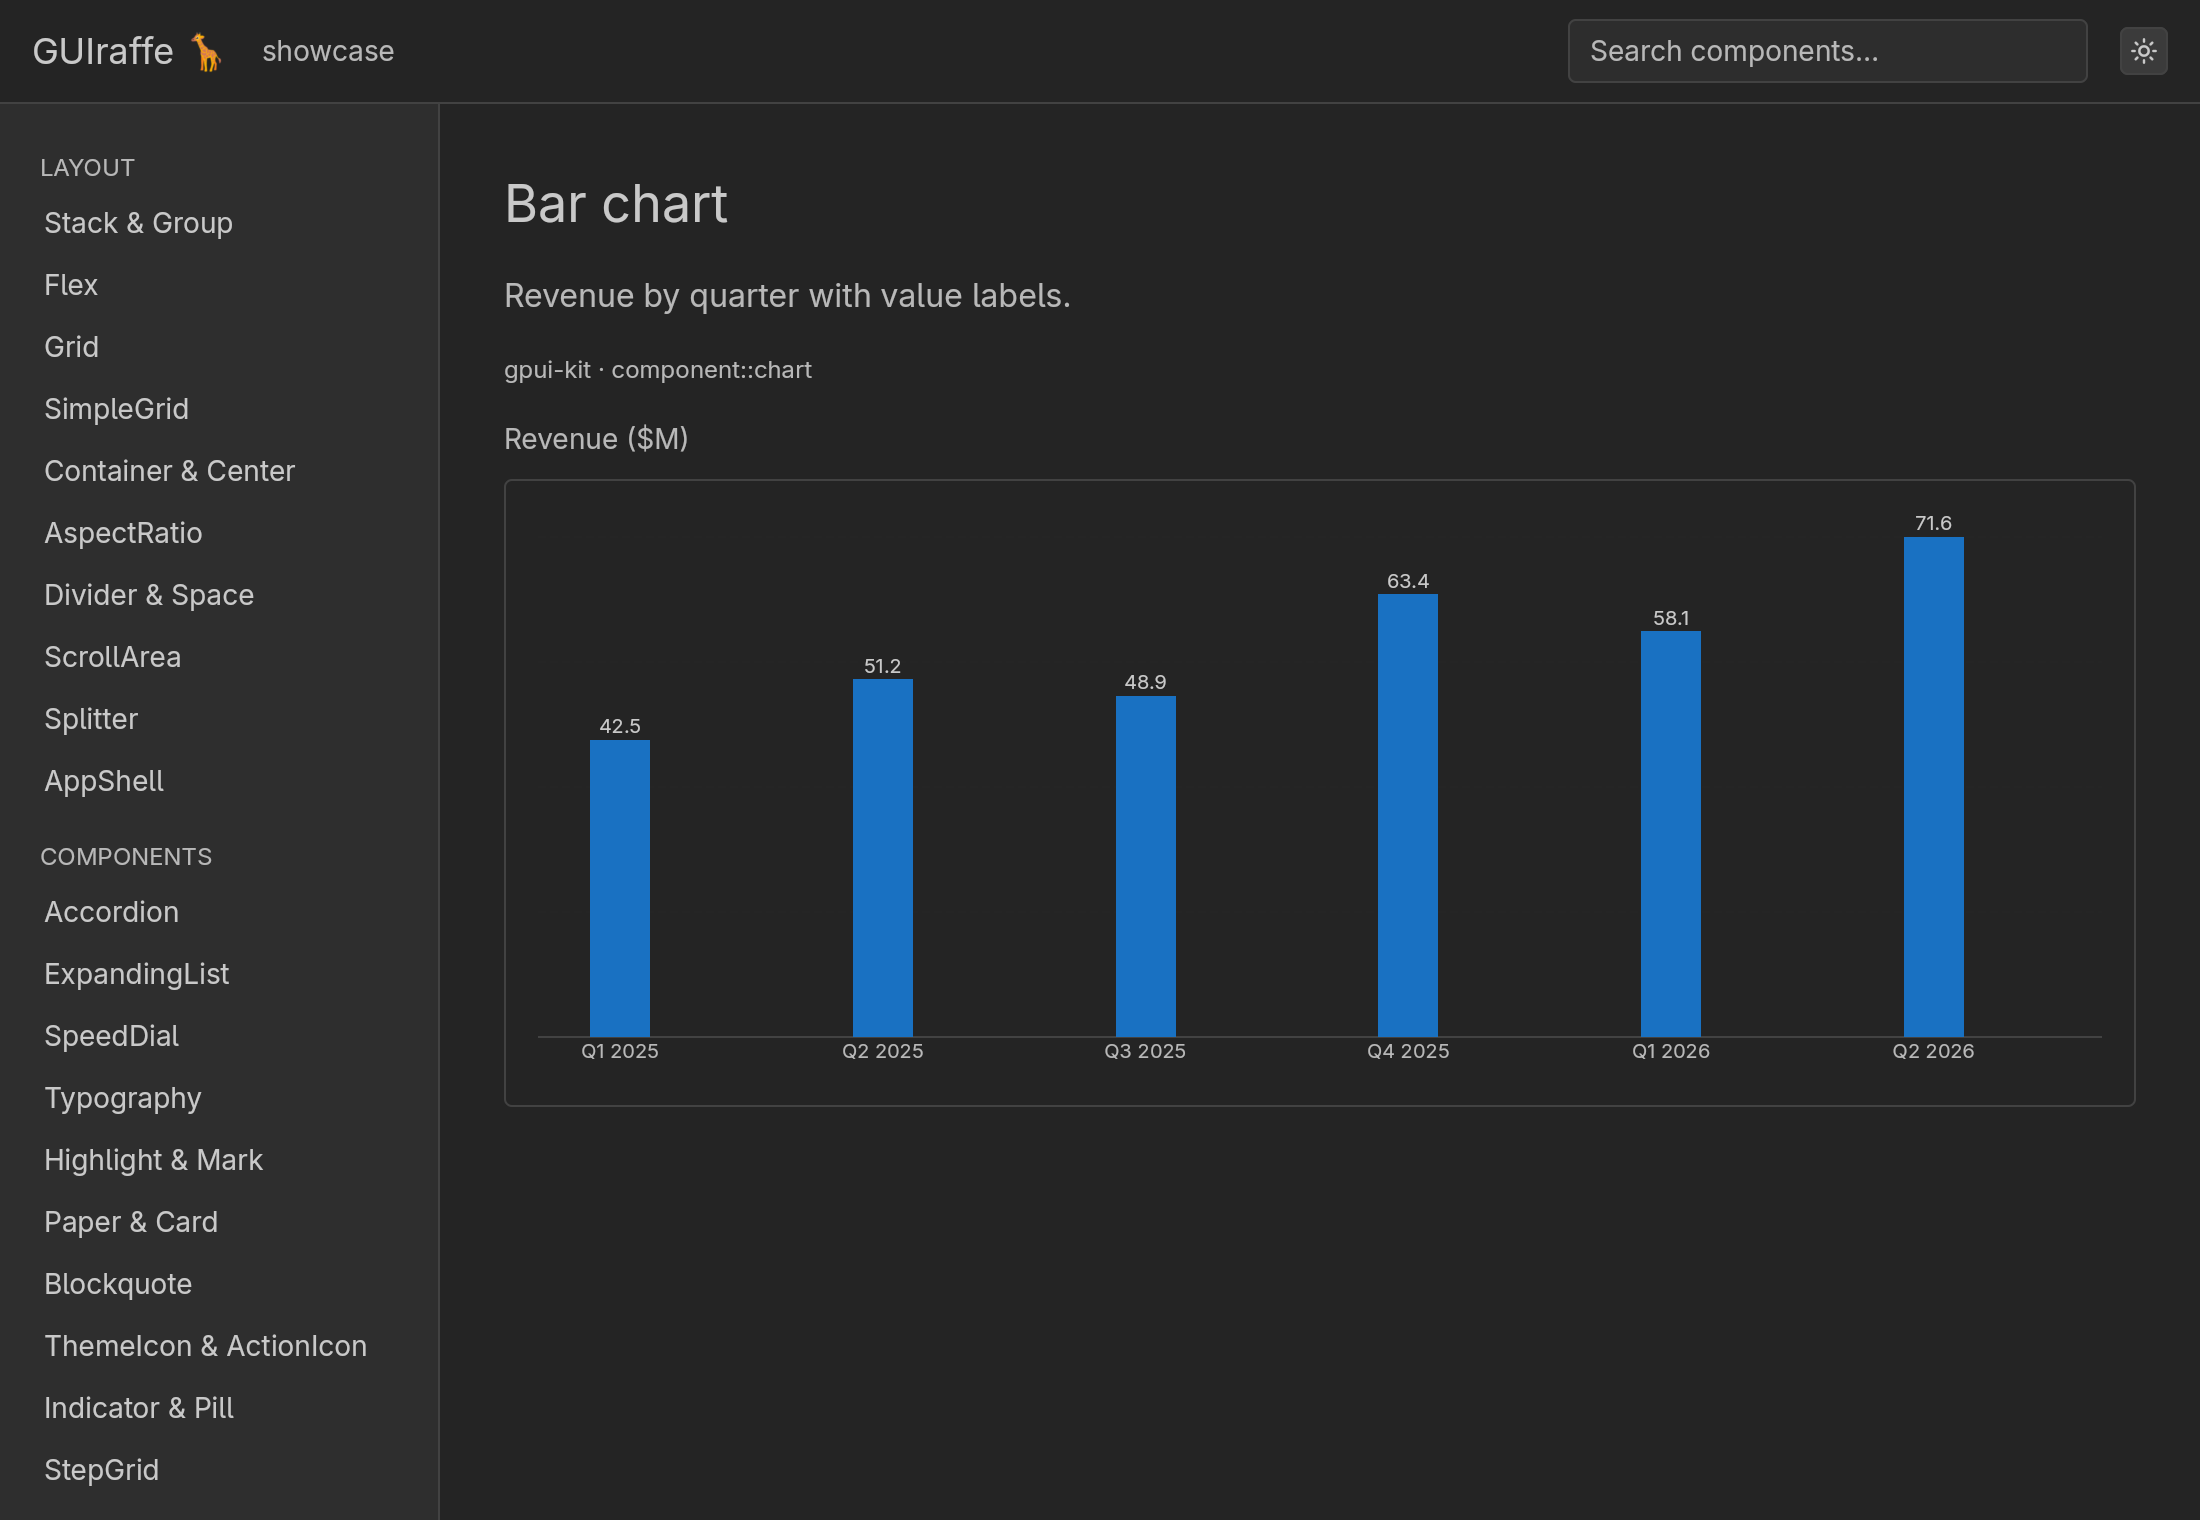 GUIraffe 🦒 showcase
Search components...
LAYOUT
Stack & Group
Flex
Grid
SimpleGrid
Container & Center
AspectRatio
Divider & Space
ScrollArea
Splitter
AppShell
COMPONENTS
Accordion
ExpandingList
SpeedDial
Typography
Highlight & Mark
Paper & Card
Blockquote
ThemeIcon & ActionIcon
Indicator & Pill
StepGrid
Bar chart
Revenue by quarter with value labels.
gpui-kit · component::chart
Revenue ($M)
42.5
51.2
48.9
63.4
58.1
71.6
Q1 2025
Q2 2025
Q3 2025
Q4 2025
Q1 2026
Q2 2026